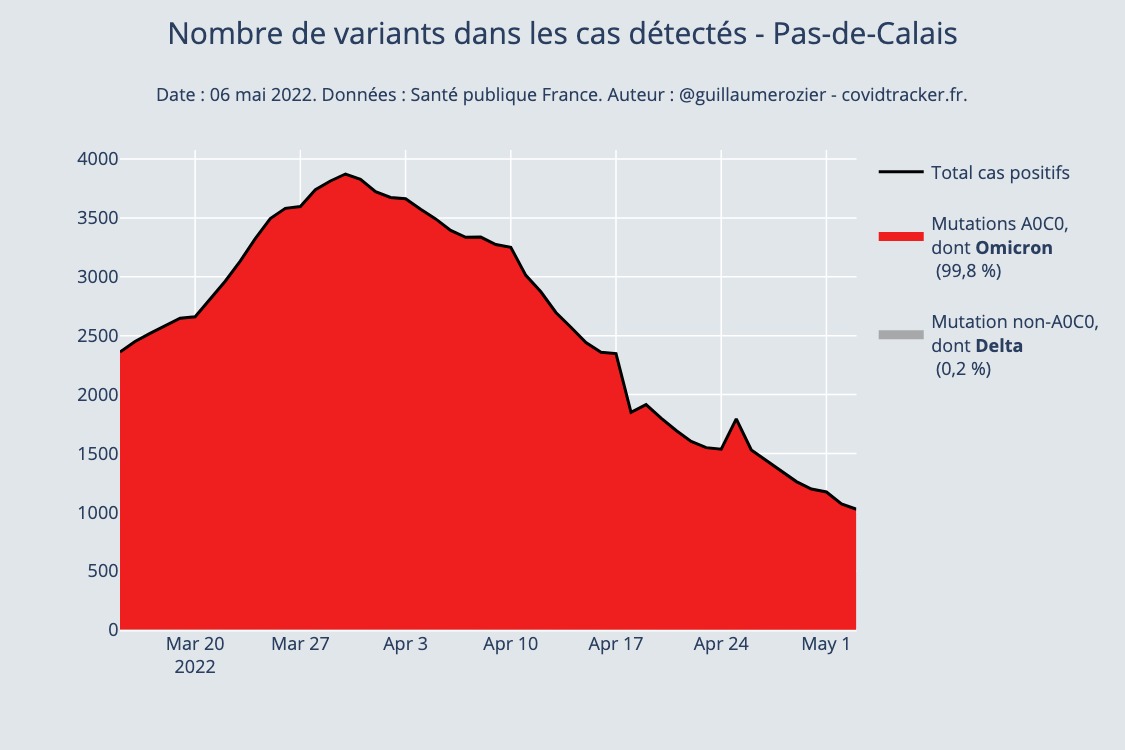 Nombre de variants dans les cas détectés - Pas-de-Calais
Date : 06 mai 2022. Données : Santé publique France. Auteur : @guillaumerozier - covidtracker.fr.
4000
3500
3000
2500
2000
1500
1000
500
0
Mar 20
2022
Mar 27
Apr 3
Apr 10
Apr 17
Apr 24
May 1
Total cas positifs
Mutations A0C0,
dont Omicron
(99,8 %)
Mutation non-A0C0,
dont Delta
(0,2 %)